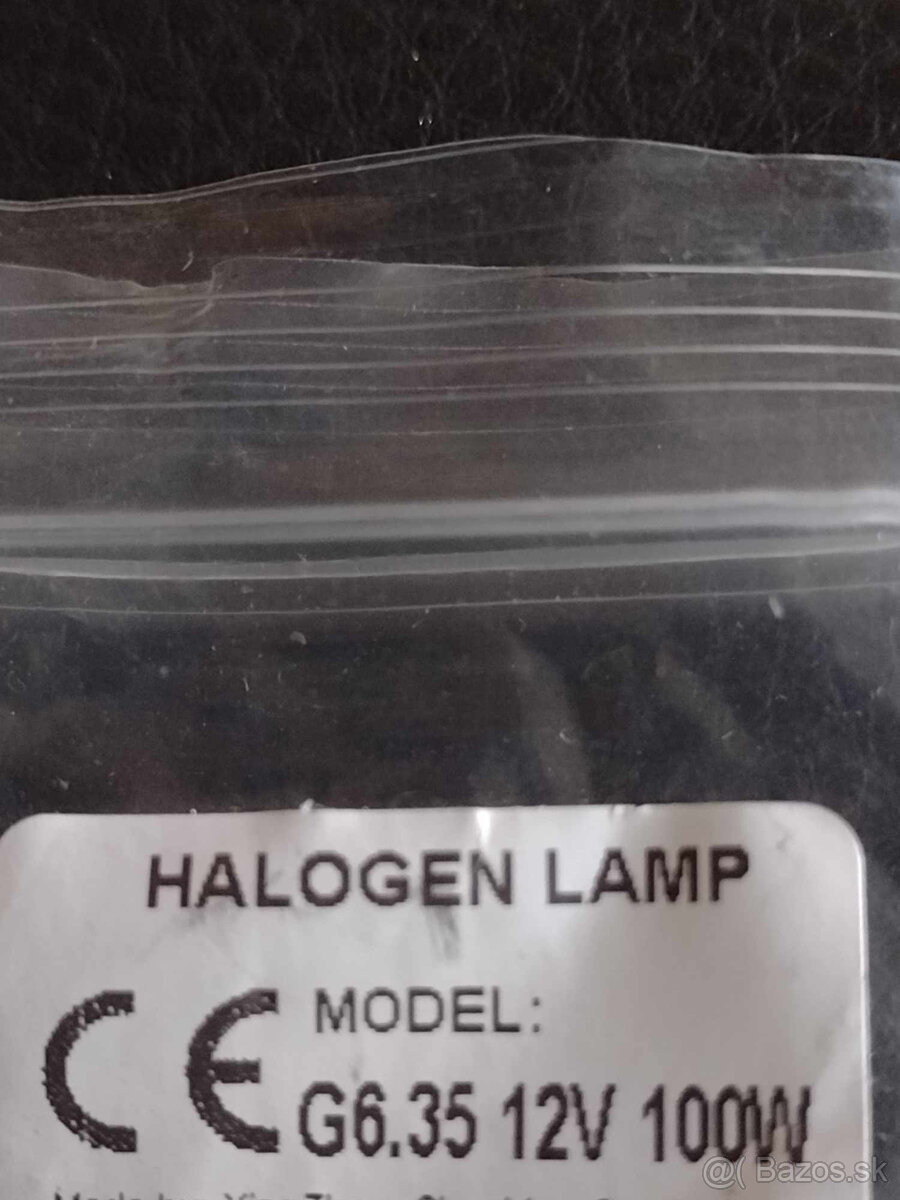 HALOGEN LAMP
CE MODEL:
G6.35 12V 100W
@( Bazos.sk